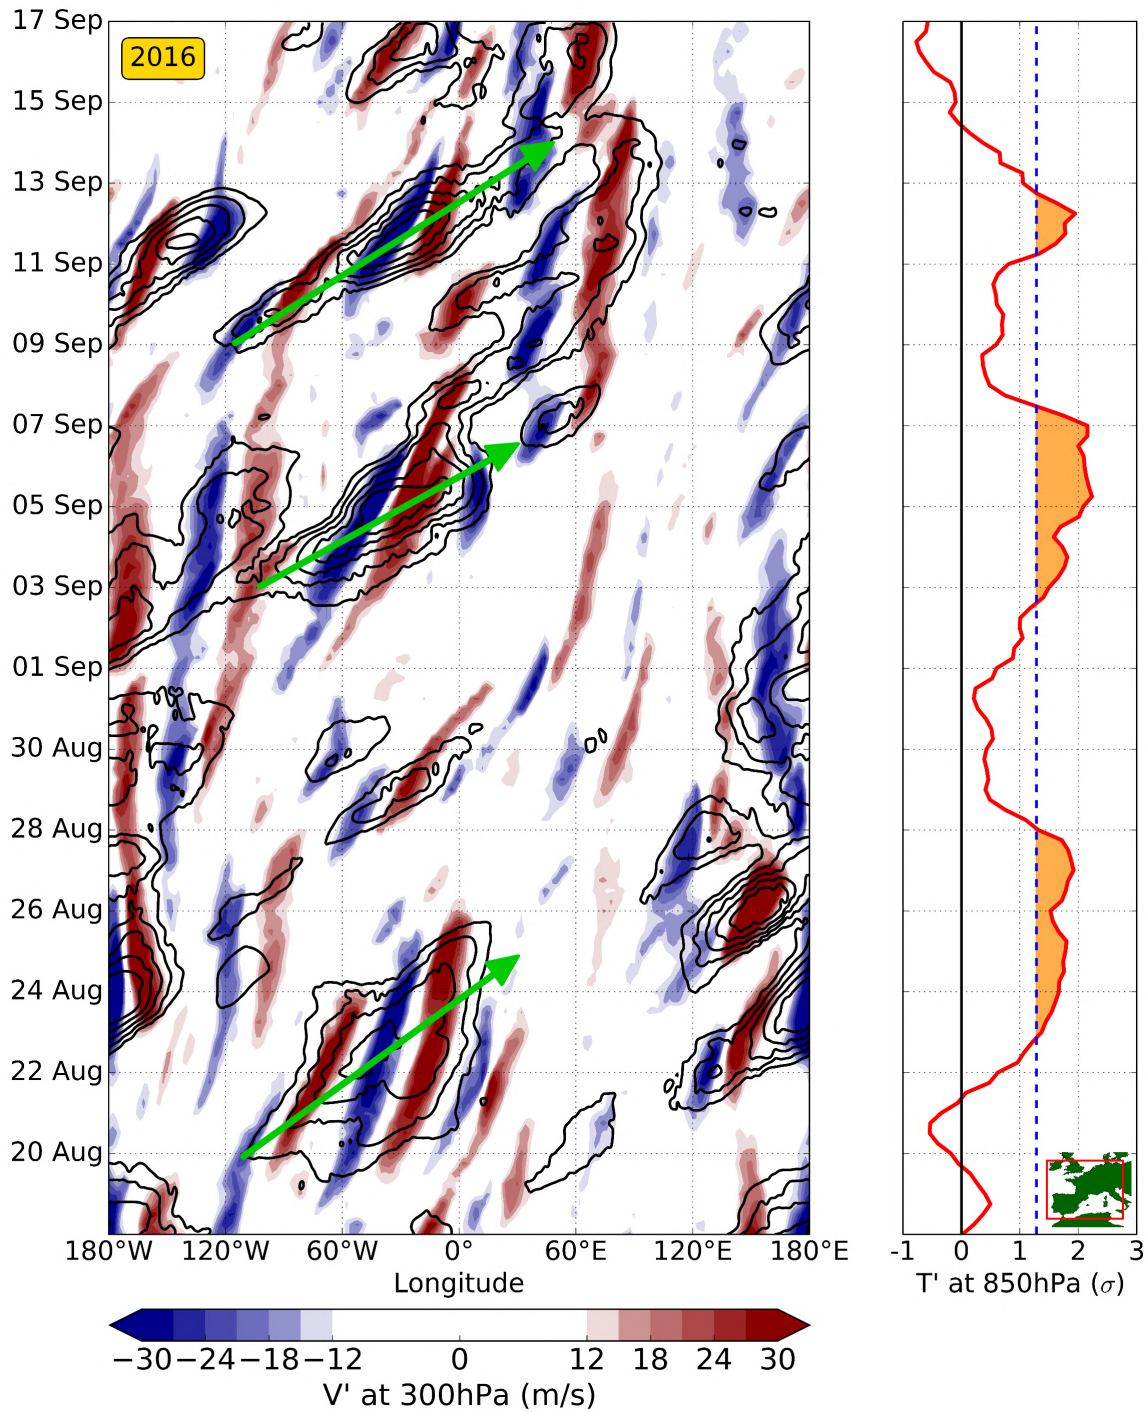 2016
17 Sep
15 Sep
13 Sep
11 Sep
09 Sep
07 Sep
05 Sep
03 Sep
01 Sep
30 Aug
28 Aug
26 Aug
24 Aug
22 Aug
20 Aug
180°W 120°W 60°W 0° 60°E 120°E 180°E
Longitude
−30 −24 −18 −12 0 12 18 24 30
V' at 300hPa (m/s)
-1 0 1 2 3
T' at 850hPa (σ)